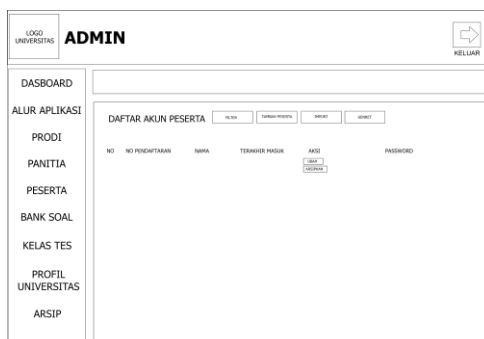 LOGO
UNIVERSITAS
ADMIN
KELUAR
DASBOARD
ALUR APLIKASI
PRODI
PANITIA
PESERTA
BANK SOAL
KELAS TES
PROFIL
UNIVERSITAS
ARSIP
DAFTAR AKUN PESERTA FILTER TAMBAH PESERTA IMPORT
NO NO PENDAFTARAN NAMA TERAKHIR MASUK AKSI PASSWORD
UBAH
ARSIPKAN